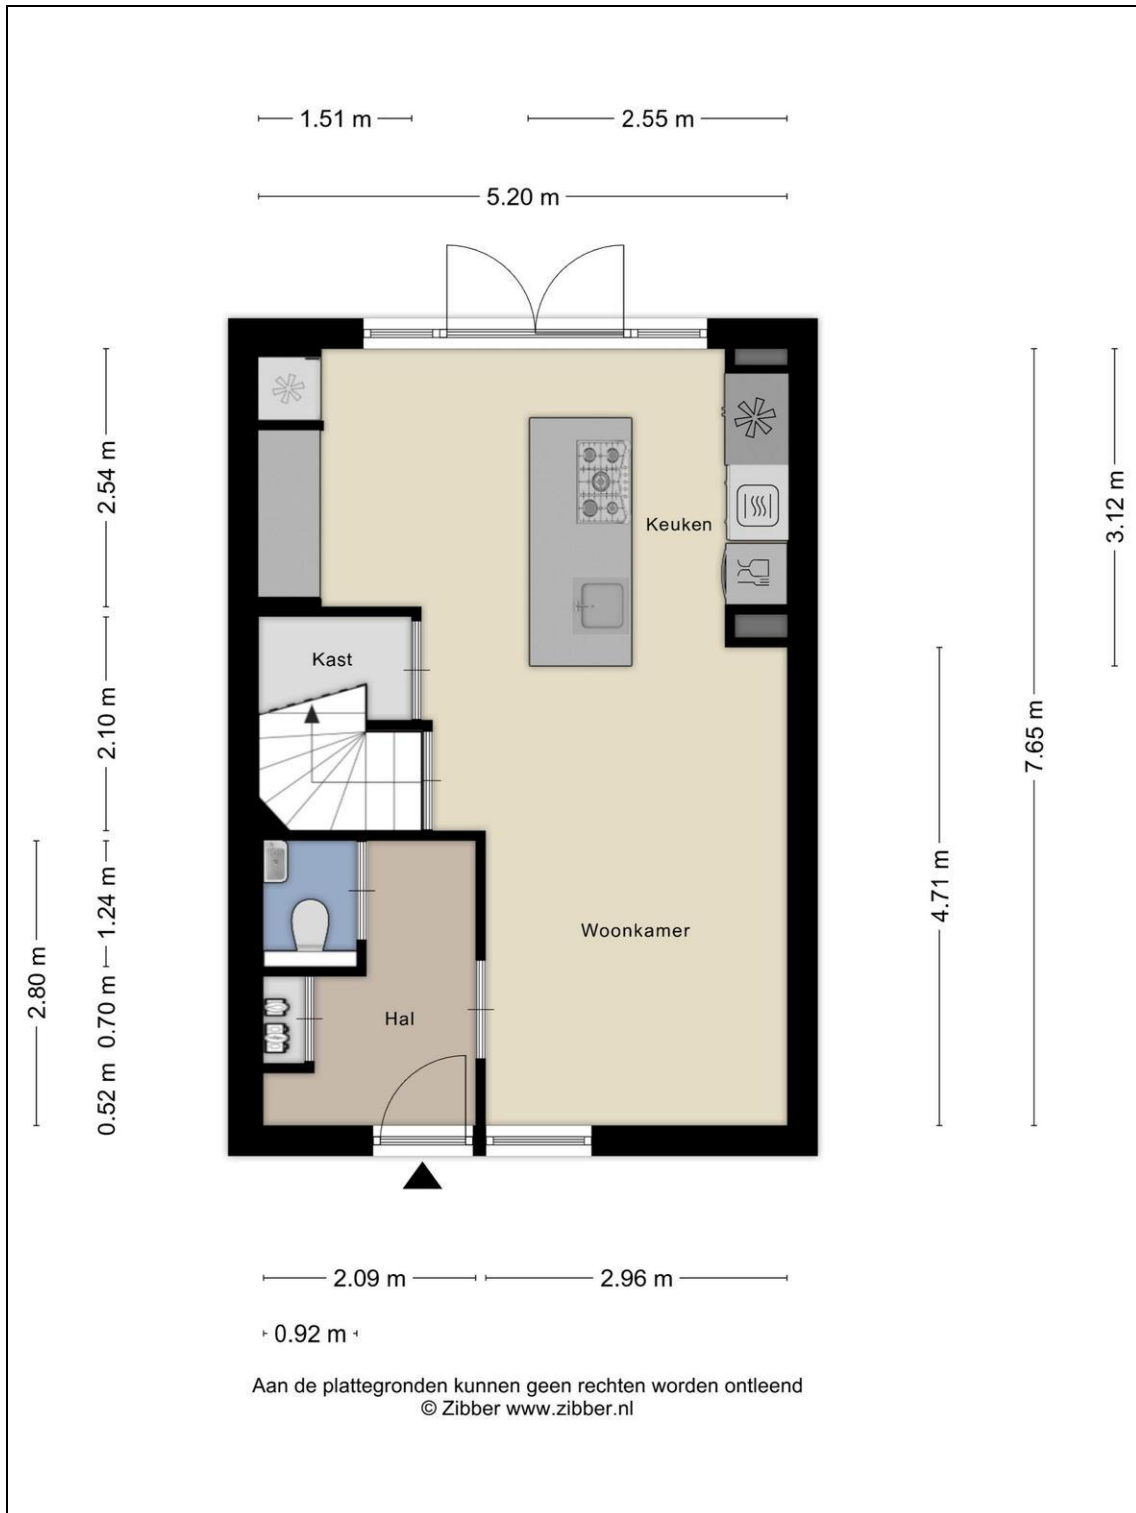 1.51 m
2.55 m
5.20 m
2.54 m
3.12 m
Keuken
Kast
2.10 m
7.65 m
4.71 m
1.24 m
Woonkamer
2.80 m
0.70 m
Hal
0.52 m
2.09 m
2.96 m
0.92 m
Aan de plattegronden kunnen geen rechten worden ontleend
© Zibber www.zibber.nl